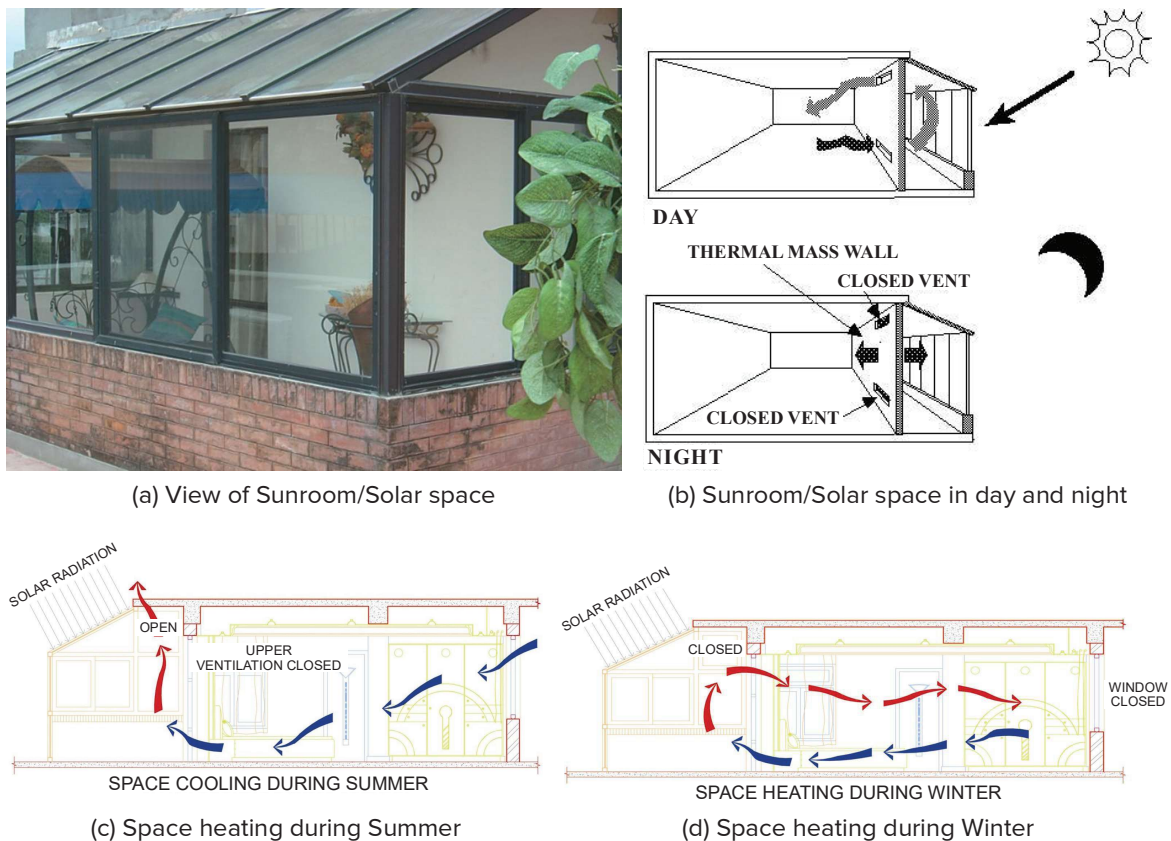 DAY
THERMAL MASS WALL
CLOSED VENT
CLOSED VENT
NIGHT
(a) View of Sunroom/Solar space
(b) Sunroom/Solar space in day and night
SOLAR RADIATION
OPEN
UPPER
VENTILATION CLOSED
SPACE COOLING DURING SUMMER
(c) Space heating during Summer
SOLAR RADIATION
CLOSED
WINDOW
CLOSED
SPACE HEATING DURING WINTER
(d) Space heating during Winter